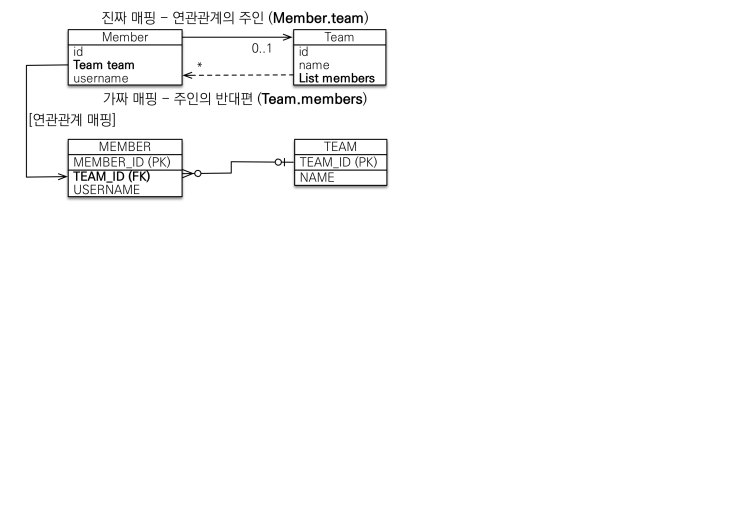 진짜 매핑 - 연관관계의 주인 (Member.team)
Member
Team
id
Team team
username
0..1
*
id
name
List members
가짜 매핑 - 주인의 반대편 (Team.members)
[연관관계 매핑]
MEMBER
MEMBER_ID (PK)
TEAM_ID (FK)
USERNAME
TEAM
TEAM_ID (PK)
NAME